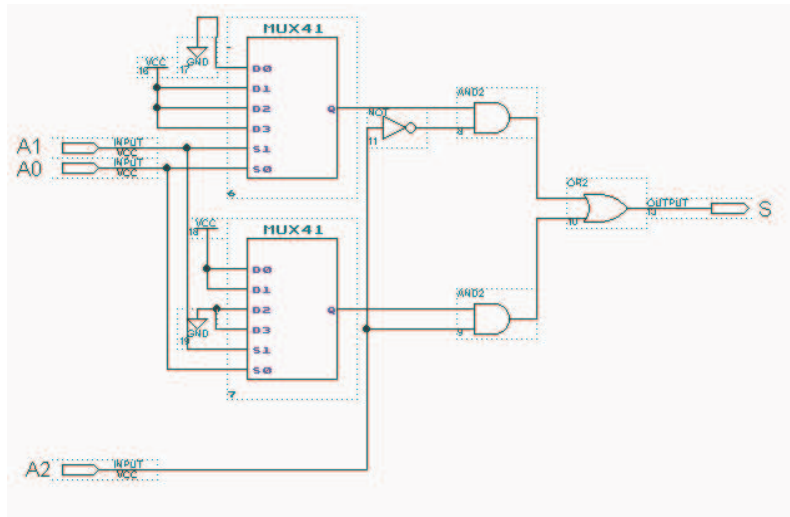 MUX41
VCC
16
17
GND
D0
D1
D2
D3
S1
S0
Q
6
A1
INPUT
VCC
A0
INPUT
VCC
NOT
11
AND2
8
OR2
10
OUTPUT
13
S
MUX41
VCC
18
D0
D1
D2
D3
S1
S0
Q
GND
19
7
AND2
9
A2
INPUT
VCC